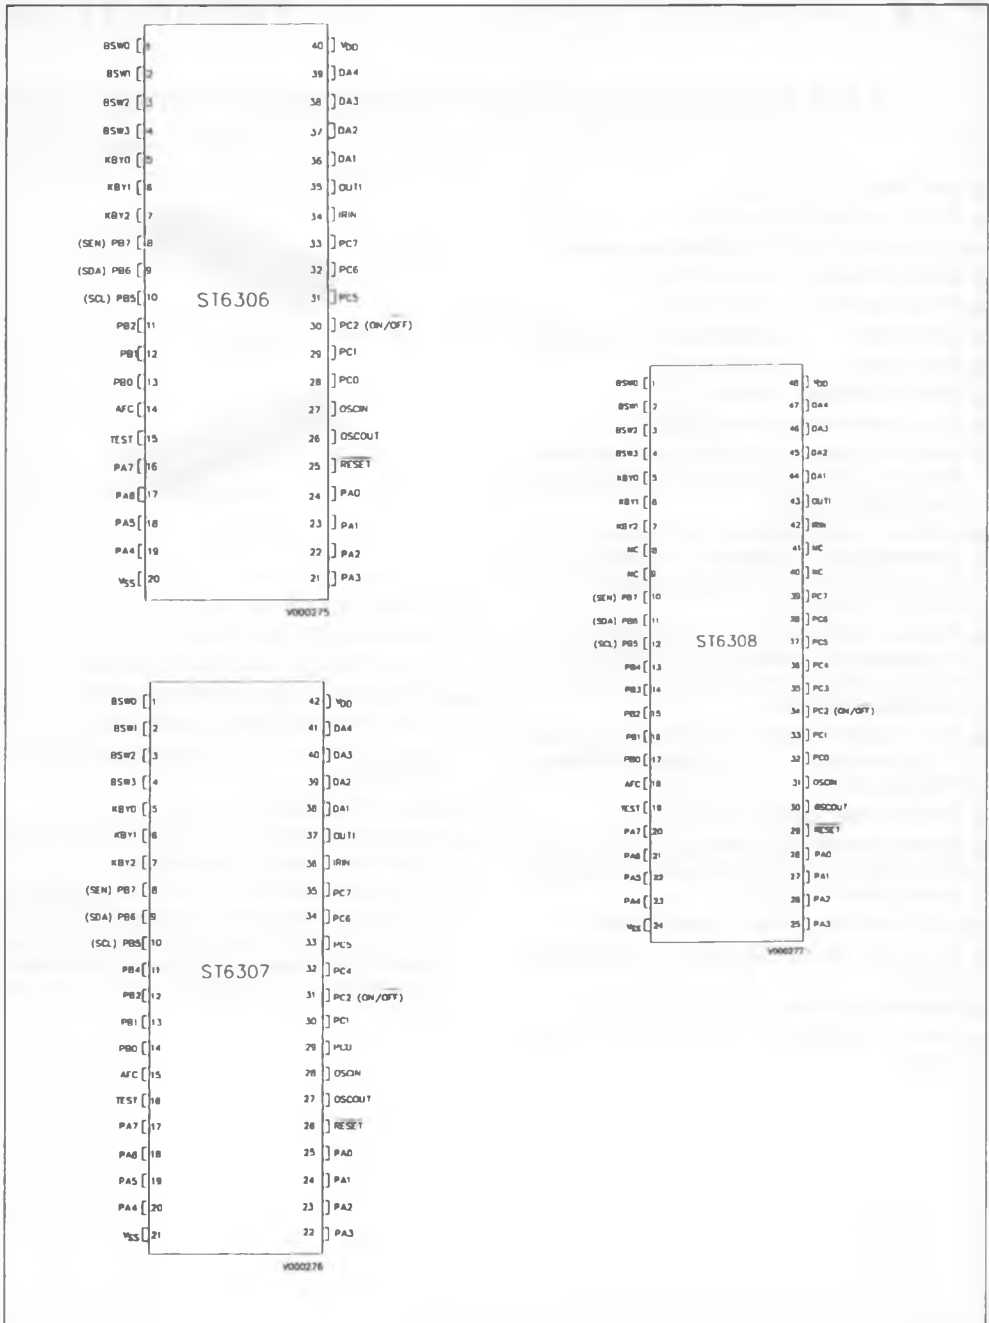 BSW0 1 40 VDD
BSW1 2 39 DA4
BSW2 3 38 DA3
BSW3 4 37 DA2
KBY0 5 36 DA1
KBY1 6 35 OUT1
KBY2 7 34 IRIN
(SEN) PB7 8 33 PC7
(SDA) PB6 9 32 PC6
(SCL) PB5 10 31 PC5
ST6306
PB2 11 30 PC2 (ON/OFF)
PB1 12 29 PC1
PB0 13 28 PC0
AFC 14 27 OSCIN
TEST 15 26 OSCOUT
PA7 16 25 RESET
PA6 17 24 PA0
PA5 18 23 PA1
PA4 19 22 PA2
VSS 20 21 PA3
V000275
BSW0 1 42 VDD
BSW1 2 41 DA4
BSW2 3 40 DA3
BSW3 4 39 DA2
KBY0 5 38 DA1
KBY1 6 37 OUT1
KBY2 7 36 IRIN
(SEN) PB7 8 35 PC7
(SDA) PB6 9 34 PC6
(SCL) PB5 10 33 PC5
PB4 11 32 PC4
ST6307
PB2 12 31 PC2 (ON/OFF)
PB1 13 30 PC1
PB0 14 29 PC0
AFC 15 28 OSCIN
TEST 16 27 OSCOUT
PA7 17 26 RESET
PA6 18 25 PA0
PA5 19 24 PA1
PA4 20 23 PA2
VSS 21 22 PA3
V000276
BSW0 1 48 VDD
BSW1 2 47 DA4
BSW2 3 46 DA3
BSW3 4 45 DA2
KBY0 5 44 DA1
KBY1 6 43 OUT1
KBY2 7 42 IRIN
NC 8 41 NC
NC 9 40 NC
(SEN) PB7 10 39 PC7
(SDA) PB6 11 38 PC6
(SCL) PB5 12 37 PC5
ST6308
PB4 13 36 PC4
PB3 14 35 PC3
PB2 15 34 PC2 (ON/OFF)
PB1 16 33 PC1
PB0 17 32 PC0
AFC 18 31 OSCIN
TEST 19 30 OSCOUT
PA7 20 29 RESET
PA6 21 28 PA0
PA5 22 27 PA1
PA4 23 26 PA2
VSS 24 25 PA3
V000277